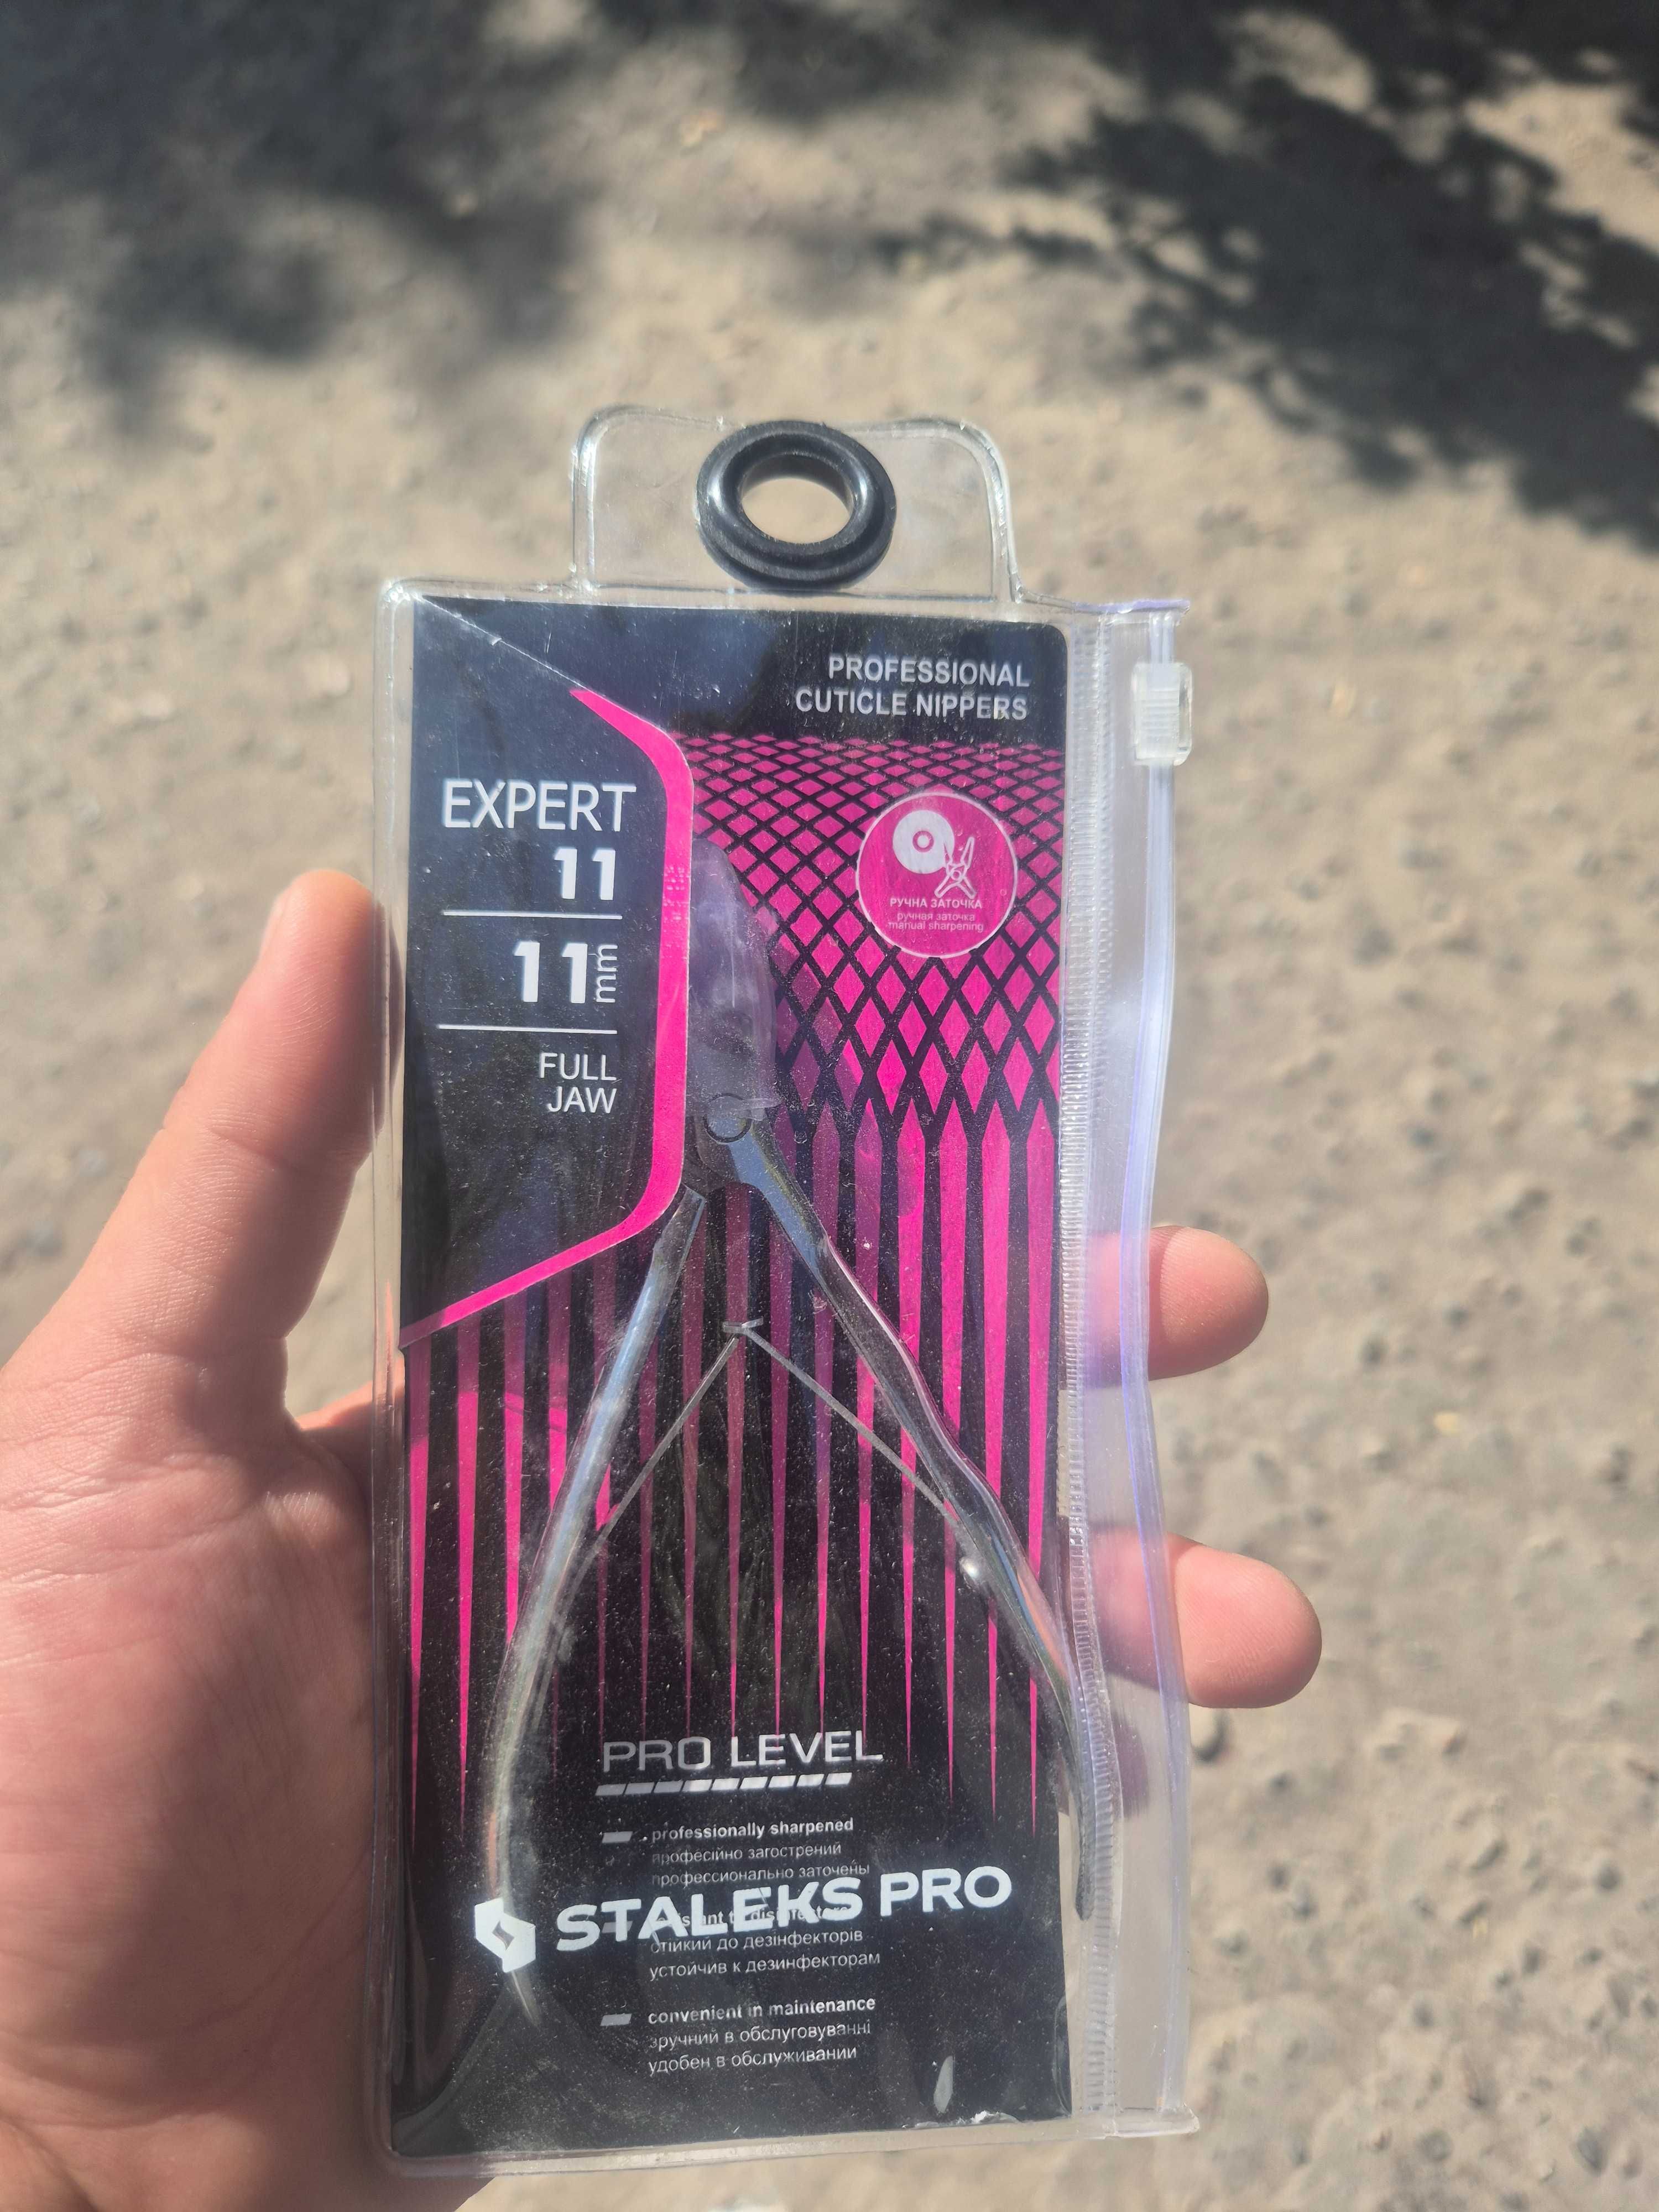 PROFESSIONAL
CUTICLE NIPPERS
EXPERT
11
11 mm
FULL
JAW
РУЧНА ЗАТОЧКА
ручная заточка
manual sharpening
PRO LEVEL
professionally sharpened
професійно загострений
профессионально заточены
STALEKS PRO
стійкий до дезінфекторів
устойчив к дезинфекторам
convenient in maintenance
зручний в обслуговуванні
удобен в обслуживании